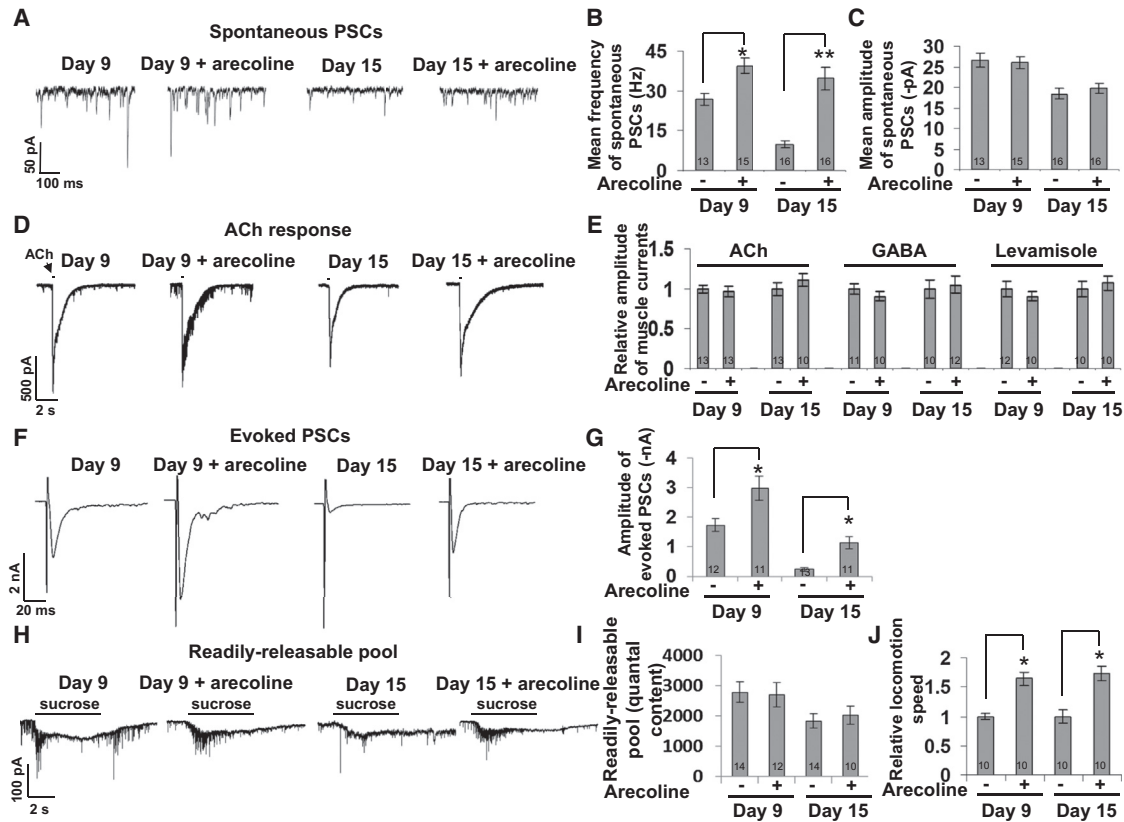 A
Spontaneous PSCs
Day 9
Day 9 + arecoline
Day 15
Day 15 + arecoline
50 pA
100 ms
B
Mean frequency
of spontaneous
PSCs (Hz)
45
30
15
0
*
**
13
15
16
16
Arecoline
-
+
-
+
Day 9
Day 15
C
Mean amplitude
of spontaneous
PSCs (-pA)
30
25
20
15
10
5
0
13
15
16
16
Arecoline
-
+
-
+
Day 9
Day 15
D
ACh response
ACh
Day 9
Day 9 + arecoline
Day 15
Day 15 + arecoline
500 pA
2 s
E
Relative amplitude
of muscle currents
1.5
1
0.5
0
ACh
GABA
Levamisole
13
13
13
10
11
10
10
12
12
10
10
10
Arecoline
-
+
-
+
-
+
-
+
-
+
-
+
Day 9
Day 15
Day 9
Day 15
Day 9
Day 15
F
Evoked PSCs
Day 9
Day 9 + arecoline
Day 15
Day 15 + arecoline
2 nA
20 ms
G
Amplitude of
evoked PSCs (-nA)
4
3
2
1
0
*
*
12
11
13
11
Arecoline
-
+
-
+
Day 9
Day 15
H
Readily-releasable pool
Day 9
Day 9 + arecoline
Day 15
Day 15 + arecoline
sucrose
sucrose
sucrose
sucrose
100 pA
2 s
I
Readily-releasable
pool (quantal
content)
4000
3000
2000
1000
0
14
12
14
10
Arecoline
-
+
-
+
Day 9
Day 15
J
Relative locomotion
speed
2
1.5
1
0.5
0
*
*
10
10
10
10
Arecoline
-
+
-
+
Day 9
Day 15